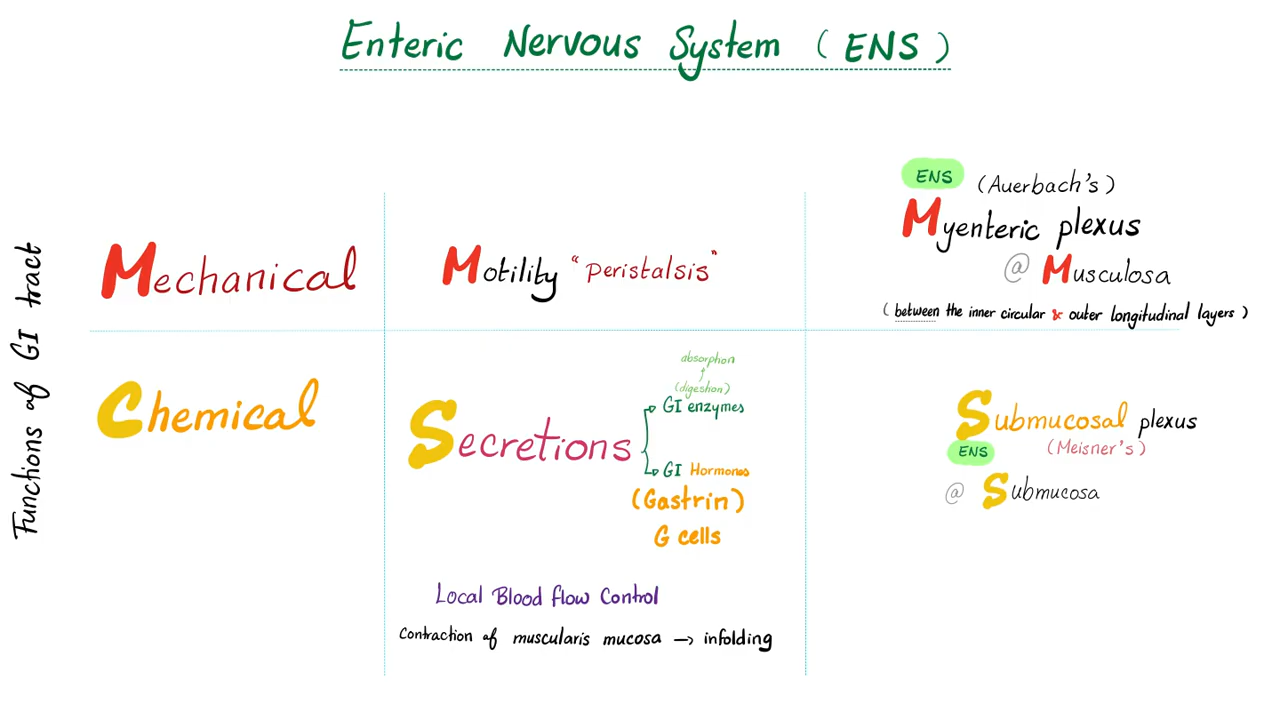 Enteric Nervous System (ENS)
Functions of GI tract
Mechanical
Motility "peristalsis"
ENS (Auerbach's)
Myenteric plexus
@ Musculosa
(between the inner circular & outer longitudinal layers)
Chemical
Secretions
absorption
(digestion)
GI enzymes
GI Hormones
(Gastrin)
G cells
Local Blood flow Control
Contraction of muscularis mucosa → infolding
Submucosal plexus
ENS (Meisner's)
@ Submucosa